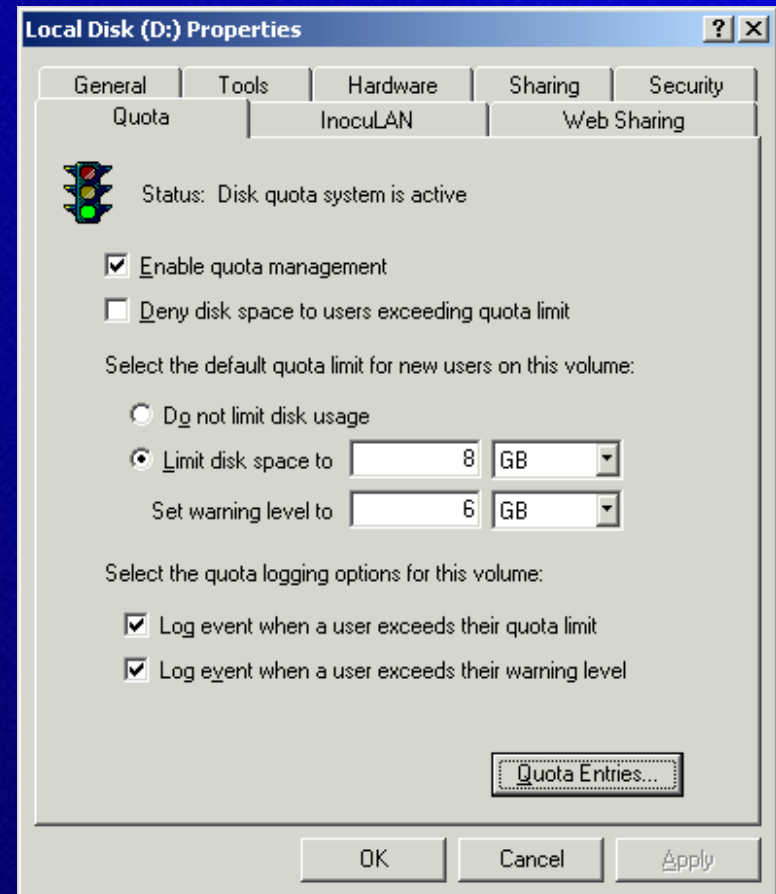 Local Disk (D:) Properties
General Tools Hardware Sharing Security
Quota InocuLAN Web Sharing
Status: Disk quota system is active
Enable quota management
Deny disk space to users exceeding quota limit
Select the default quota limit for new users on this volume:
Do not limit disk usage
Limit disk space to 8 GB
Set warning level to 6 GB
Select the quota logging options for this volume:
Log event when a user exceeds their quota limit
Log event when a user exceeds their warning level
Quota Entries...
OK Cancel Apply